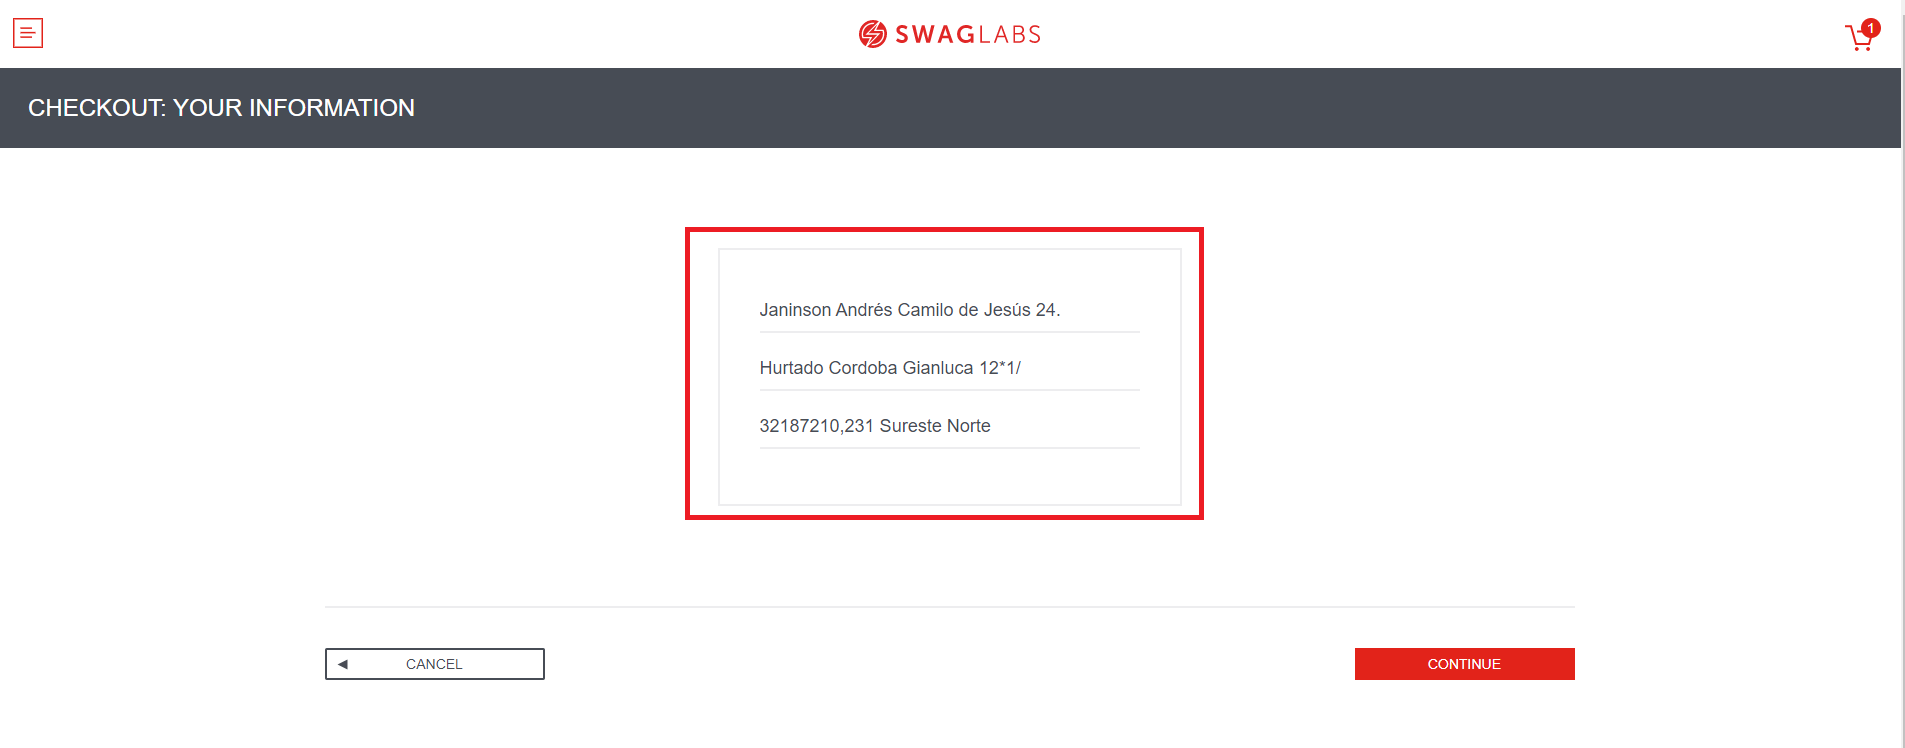 SWAGLABS
1
CHECKOUT: YOUR INFORMATION
Janinson Andrés Camilo de Jesús 24.
Hurtado Cordoba Gianluca 12*1/
32187210,231 Sureste Norte
CANCEL
CONTINUE